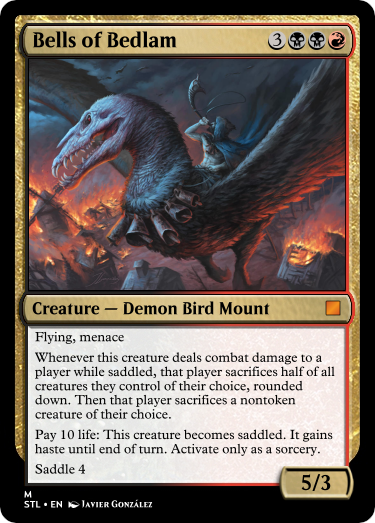 Bells of Bedlam 3
Creature — Demon Bird Mount
Flying, menace
Whenever this creature deals combat damage to a
player while saddled, that player sacrifices half of all
creatures they control of their choice, rounded
down. Then that player sacrifices a nontoken
creature of their choice.
Pay 10 life: This creature becomes saddled. It gains
haste until end of turn. Activate only as a sorcery.
Saddle 4
5/3
M
STL • EN Javier González